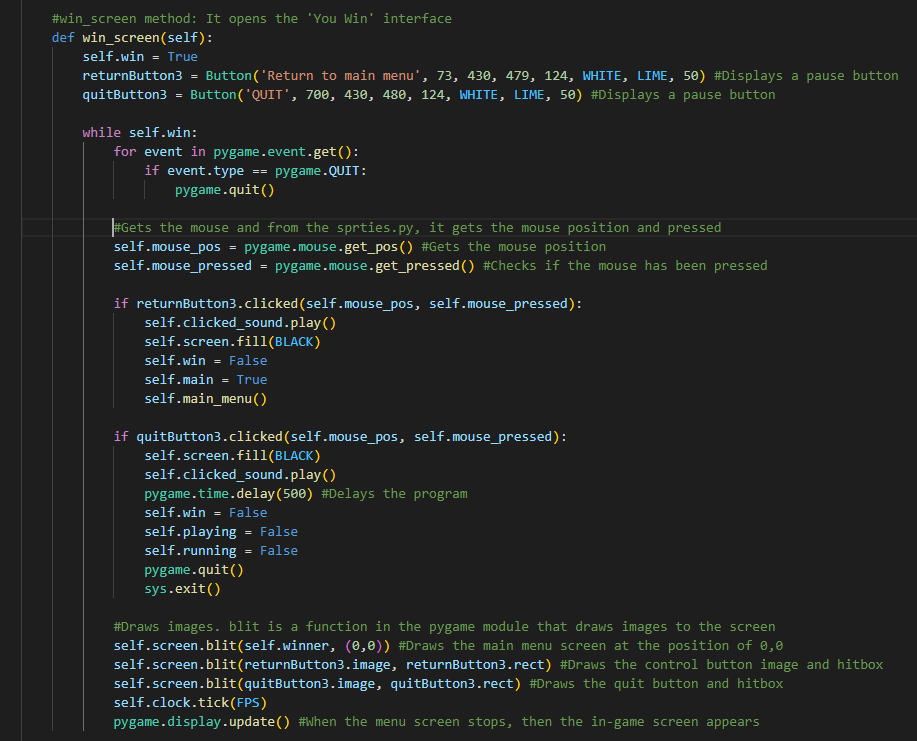 #win_screen method: It opens the 'You Win' interface
def win_screen(self):
    self.win = True
    returnButton3 = Button('Return to main menu', 73, 430, 479, 124, WHITE, LIME, 50) #Displays a pause button
    quitButton3 = Button('QUIT', 700, 430, 480, 124, WHITE, LIME, 50) #Displays a pause button

    while self.win:
        for event in pygame.event.get():
            if event.type == pygame.QUIT:
                pygame.quit()

        #Gets the mouse and from the sprties.py, it gets the mouse position and pressed
        self.mouse_pos = pygame.mouse.get_pos() #Gets the mouse position
        self.mouse_pressed = pygame.mouse.get_pressed() #Checks if the mouse has been pressed

        if returnButton3.clicked(self.mouse_pos, self.mouse_pressed):
            self.clicked_sound.play()
            self.screen.fill(BLACK)
            self.win = False
            self.main = True
            self.main_menu()

        if quitButton3.clicked(self.mouse_pos, self.mouse_pressed):
            self.screen.fill(BLACK)
            self.clicked_sound.play()
            pygame.time.delay(500) #Delays the program
            self.win = False
            self.playing = False
            self.running = False
            pygame.quit()
            sys.exit()

        #Draws images. blit is a function in the pygame module that draws images to the screen
        self.screen.blit(self.winner, (0,0)) #Draws the main menu screen at the position of 0,0
        self.screen.blit(returnButton3.image, returnButton3.rect) #Draws the control button image and hitbox
        self.screen.blit(quitButton3.image, quitButton3.rect) #Draws the quit button and hitbox
        self.clock.tick(FPS)
        pygame.display.update() #When the menu screen stops, then the in-game screen appears